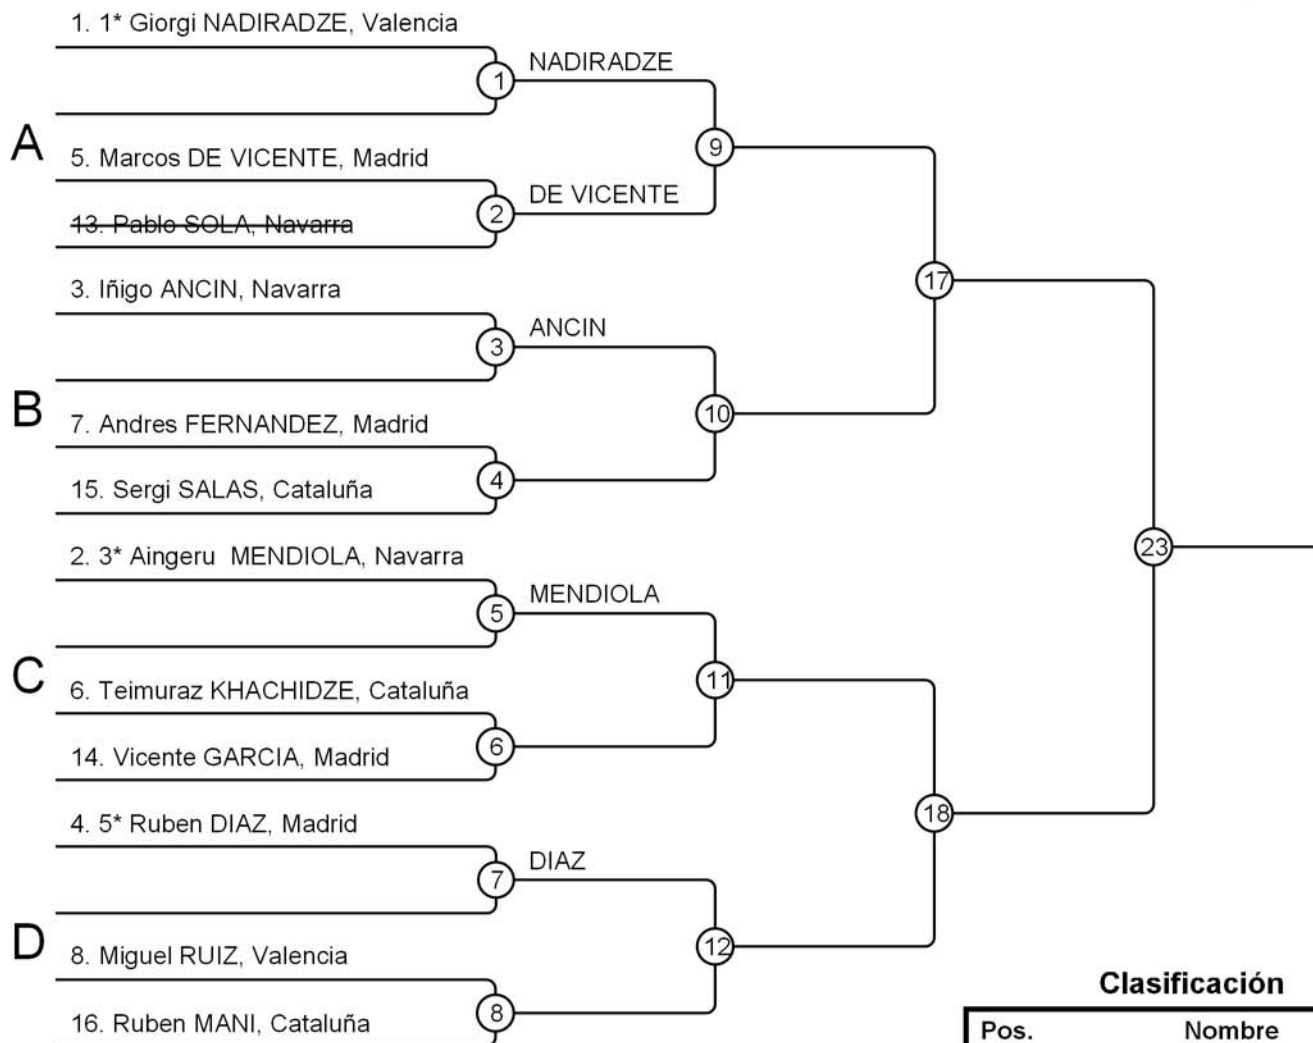 1. 1* Giorgi NADIRADZE, Valencia
NADIRADZE
1
A
9
5. Marcos DE VICENTE, Madrid
DE VICENTE
13. Pablo SOLA, Navarra
2
3. Iñigo ANCIN, Navarra
17
ANCIN
3
B
10
7. Andres FERNANDEZ, Madrid
15. Sergi SALAS, Cataluña
4
2. 3* Aingeru  MENDIOLA, Navarra
23
MENDIOLA
5
C
11
6. Teimuraz KHACHIDZE, Cataluña
14. Vicente GARCIA, Madrid
6
4. 5* Ruben DIAZ, Madrid
18
DIAZ
7
D
12
8. Miguel RUIZ, Valencia
16. Ruben MANI, Cataluña
8
Clasificación
Pos. Nombre